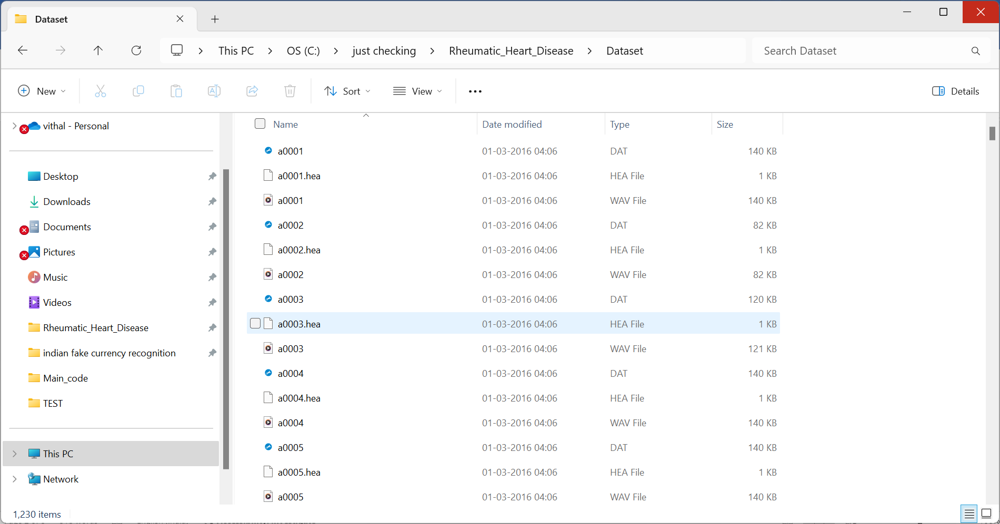 Dataset
This PC > OS (C:) > just checking > Rheumatic_Heart_Disease > Dataset
Search Dataset
New
Sort
View
Details
vithal - Personal
Desktop
Downloads
Documents
Pictures
Music
Videos
Rheumatic_Heart_Disease
indian fake currency recognition
Main_code
TEST
This PC
Network
Name Date modified Type Size
a0001 01-03-2016 04:06 DAT 140 KB
a0001.hea 01-03-2016 04:06 HEA File 1 KB
a0001 01-03-2016 04:06 WAV File 140 KB
a0002 01-03-2016 04:06 DAT 82 KB
a0002.hea 01-03-2016 04:06 HEA File 1 KB
a0002 01-03-2016 04:06 WAV File 82 KB
a0003 01-03-2016 04:06 DAT 120 KB
a0003.hea 01-03-2016 04:06 HEA File 1 KB
a0003 01-03-2016 04:06 WAV File 121 KB
a0004 01-03-2016 04:06 DAT 140 KB
a0004.hea 01-03-2016 04:06 HEA File 1 KB
a0004 01-03-2016 04:06 WAV File 140 KB
a0005 01-03-2016 04:06 DAT 140 KB
a0005.hea 01-03-2016 04:06 HEA File 1 KB
a0005 01-03-2016 04:06 WAV File 140 KB
1,230 items